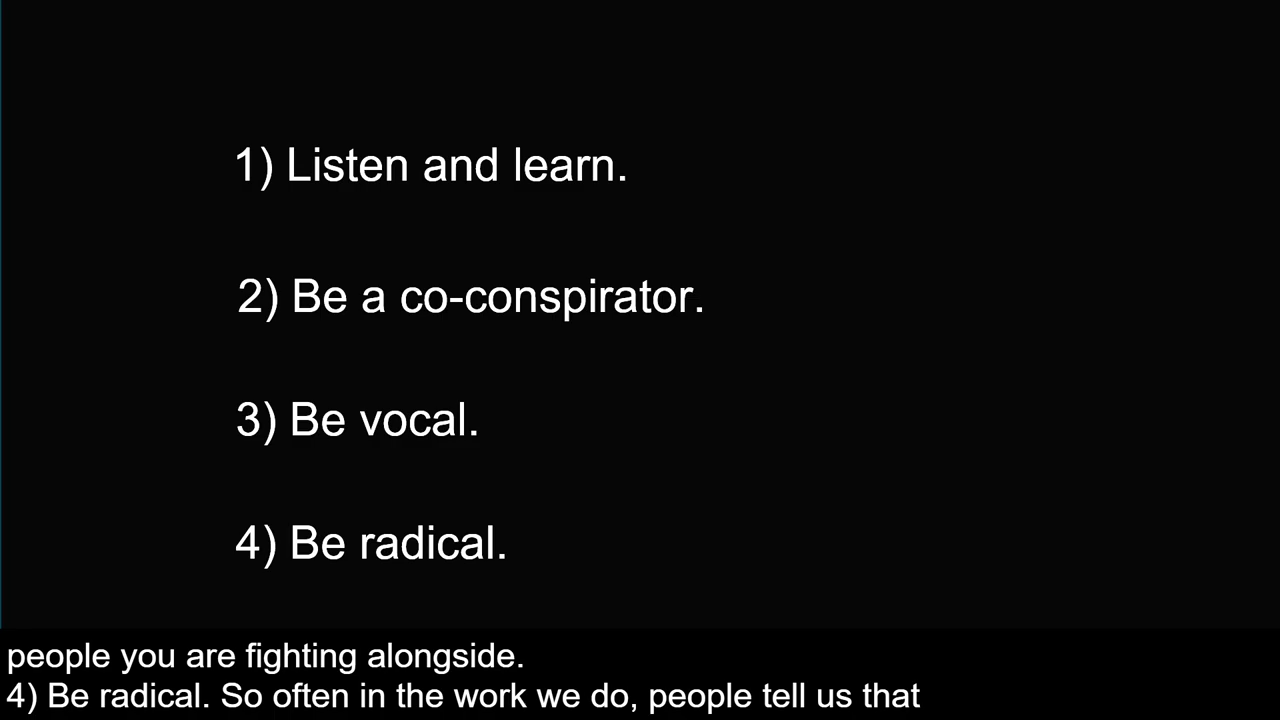 1) Listen and learn.
2) Be a co-conspirator.
3) Be vocal.
4) Be radical.
people you are fighting alongside.
4) Be radical. So often in the work we do, people tell us that